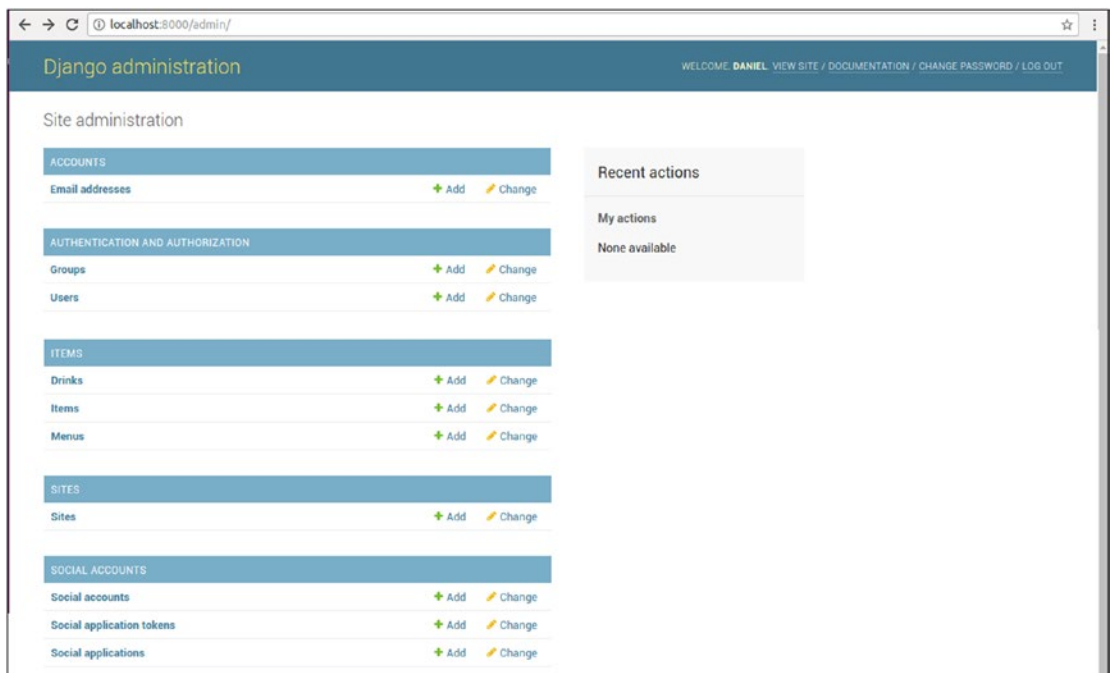 localhost:8000/admin/
Django administration
WELCOME, DANIEL. VIEW SITE / DOCUMENTATION / CHANGE PASSWORD / LOG OUT
Site administration
ACCOUNTS
Email addresses Add Change
AUTHENTICATION AND AUTHORIZATION
Groups Add Change
Users Add Change
ITEMS
Drinks Add Change
Items Add Change
Menus Add Change
SITES
Sites Add Change
SOCIAL ACCOUNTS
Social accounts Add Change
Social application tokens Add Change
Social applications Add Change
Recent actions
My actions
None available